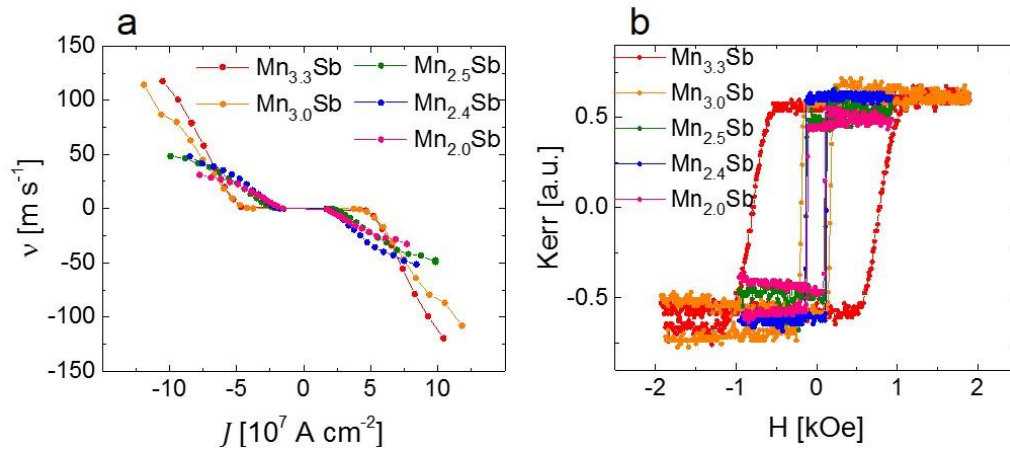 a
150
100
50
0
-50
-100
-150
ν [m s⁻¹]
Mn₃.₃Sb
Mn₃.₀Sb
Mn₂.₅Sb
Mn₂.₄Sb
Mn₂.₀Sb
-10 -5 0 5 10
J [10⁷ A cm⁻²]
b
0.5
0.0
-0.5
Kerr [a.u.]
Mn₃.₃Sb
Mn₃.₀Sb
Mn₂.₅Sb
Mn₂.₄Sb
Mn₂.₀Sb
-2 -1 0 1 2
H [kOe]